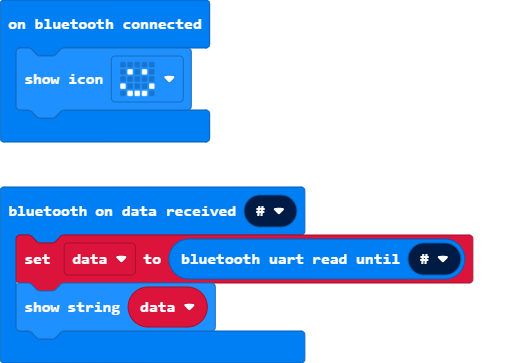 on bluetooth connected
show icon
bluetooth on data received #
set data to bluetooth uart read until #
show string data